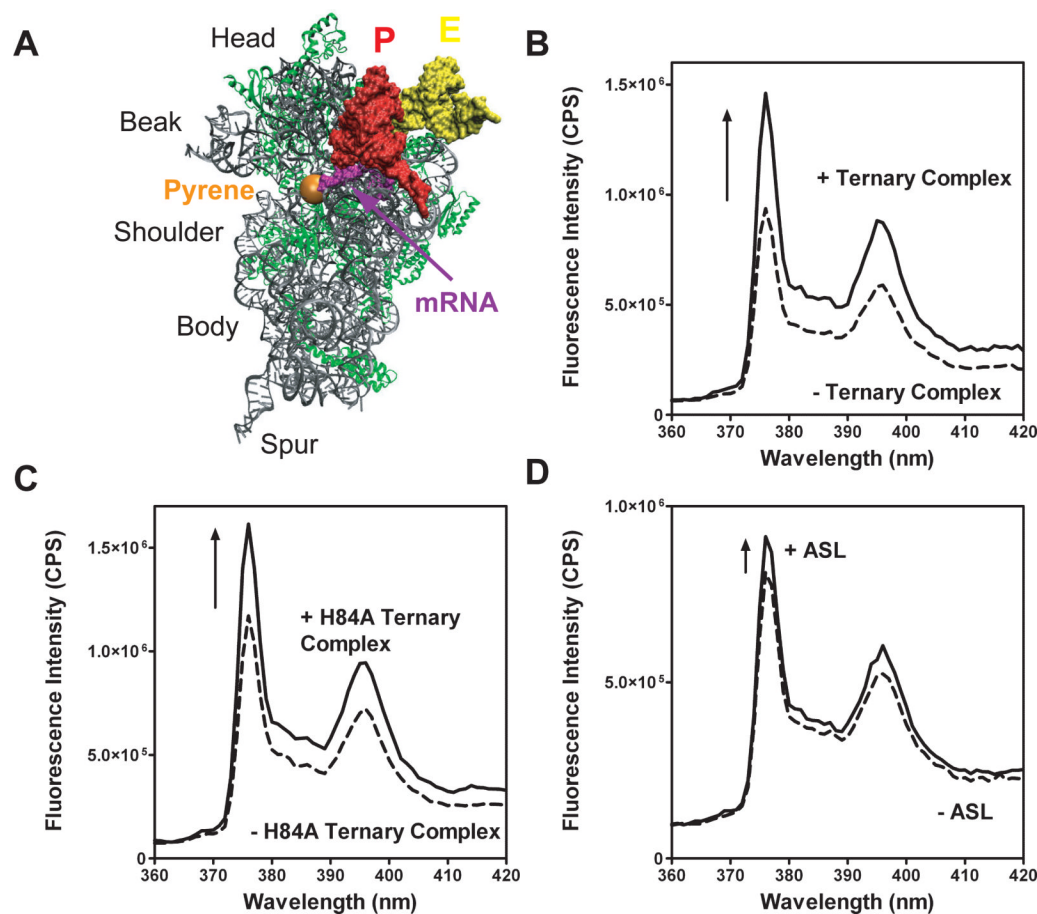 A
Head
P
E
Beak
Pyrene
Shoulder
mRNA
Body
Spur
B
Fluorescence Intensity (CPS)
1.5×10⁶
1.0×10⁶
5.0×10⁵
0
+ Ternary Complex
- Ternary Complex
360 370 380 390 400 410 420
Wavelength (nm)
C
Fluorescence Intensity (CPS)
1.5×10⁶
1.0×10⁶
5.0×10⁵
0
+ H84A Ternary
Complex
- H84A Ternary Complex
360 370 380 390 400 410 420
Wavelength (nm)
D
Fluorescence Intensity (CPS)
1.0×10⁶
5.0×10⁵
0
+ ASL
- ASL
360 370 380 390 400 410 420
Wavelength (nm)